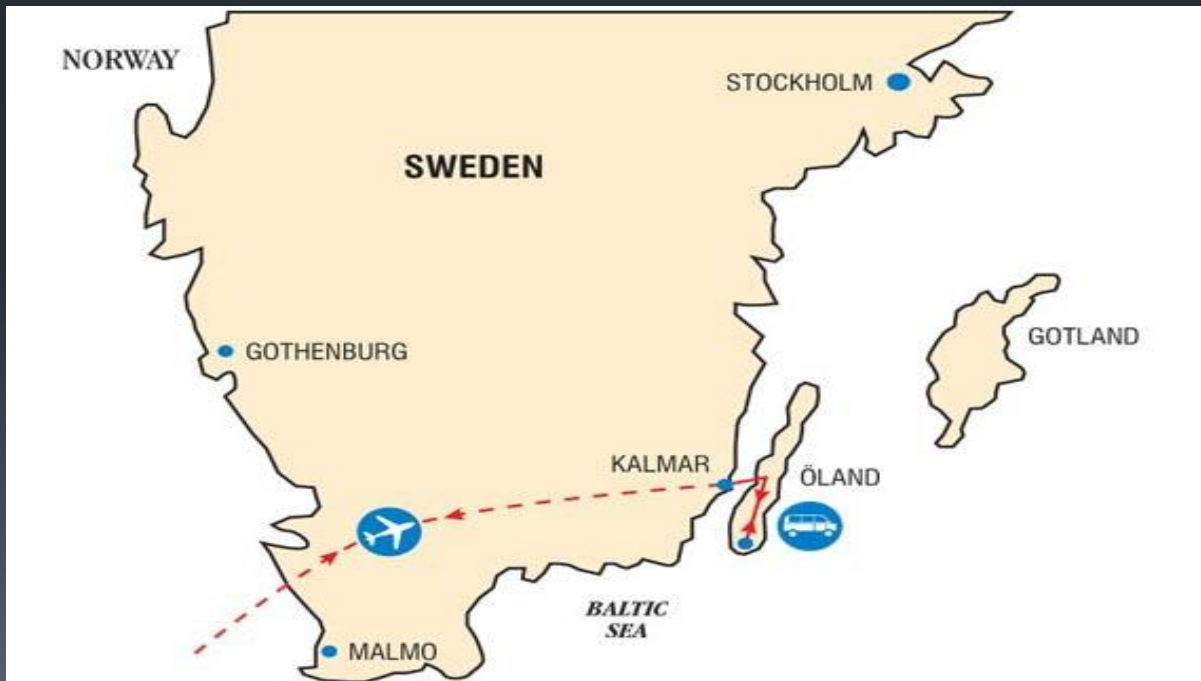 NORWAY
STOCKHOLM
SWEDEN
GOTLAND
GOTHENBURG
KALMAR
ÖLAND
BALTIC
SEA
MALMO